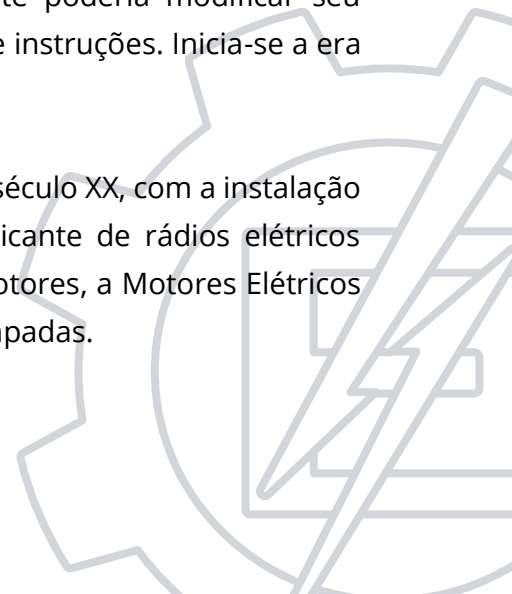 poderia modificar seu
e instruções. Inicia-se a era
século XX, com a instalação
icante de rádios elétricos
otores, a Motores Elétricos
padas.